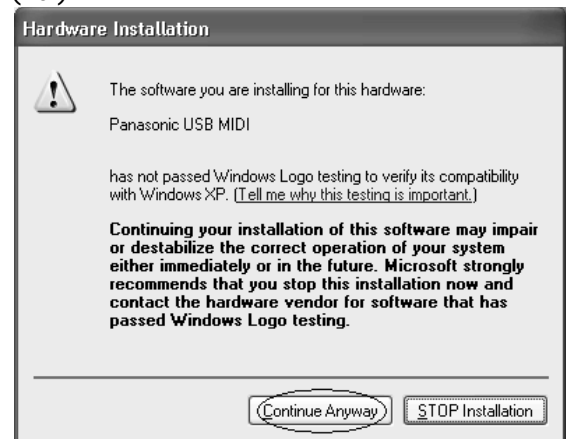 Hardware Installation
The software you are installing for this hardware:
Panasonic USB MIDI
has not passed Windows Logo testing to verify its compatibility
with Windows XP. (Tell me why this testing is important.)
Continuing your installation of this software may impair
or destabilize the correct operation of your system
either immediately or in the future. Microsoft strongly
recommends that you stop this installation now and
contact the hardware vendor for software that has
passed Windows Logo testing.
Continue Anyway STOP Installation